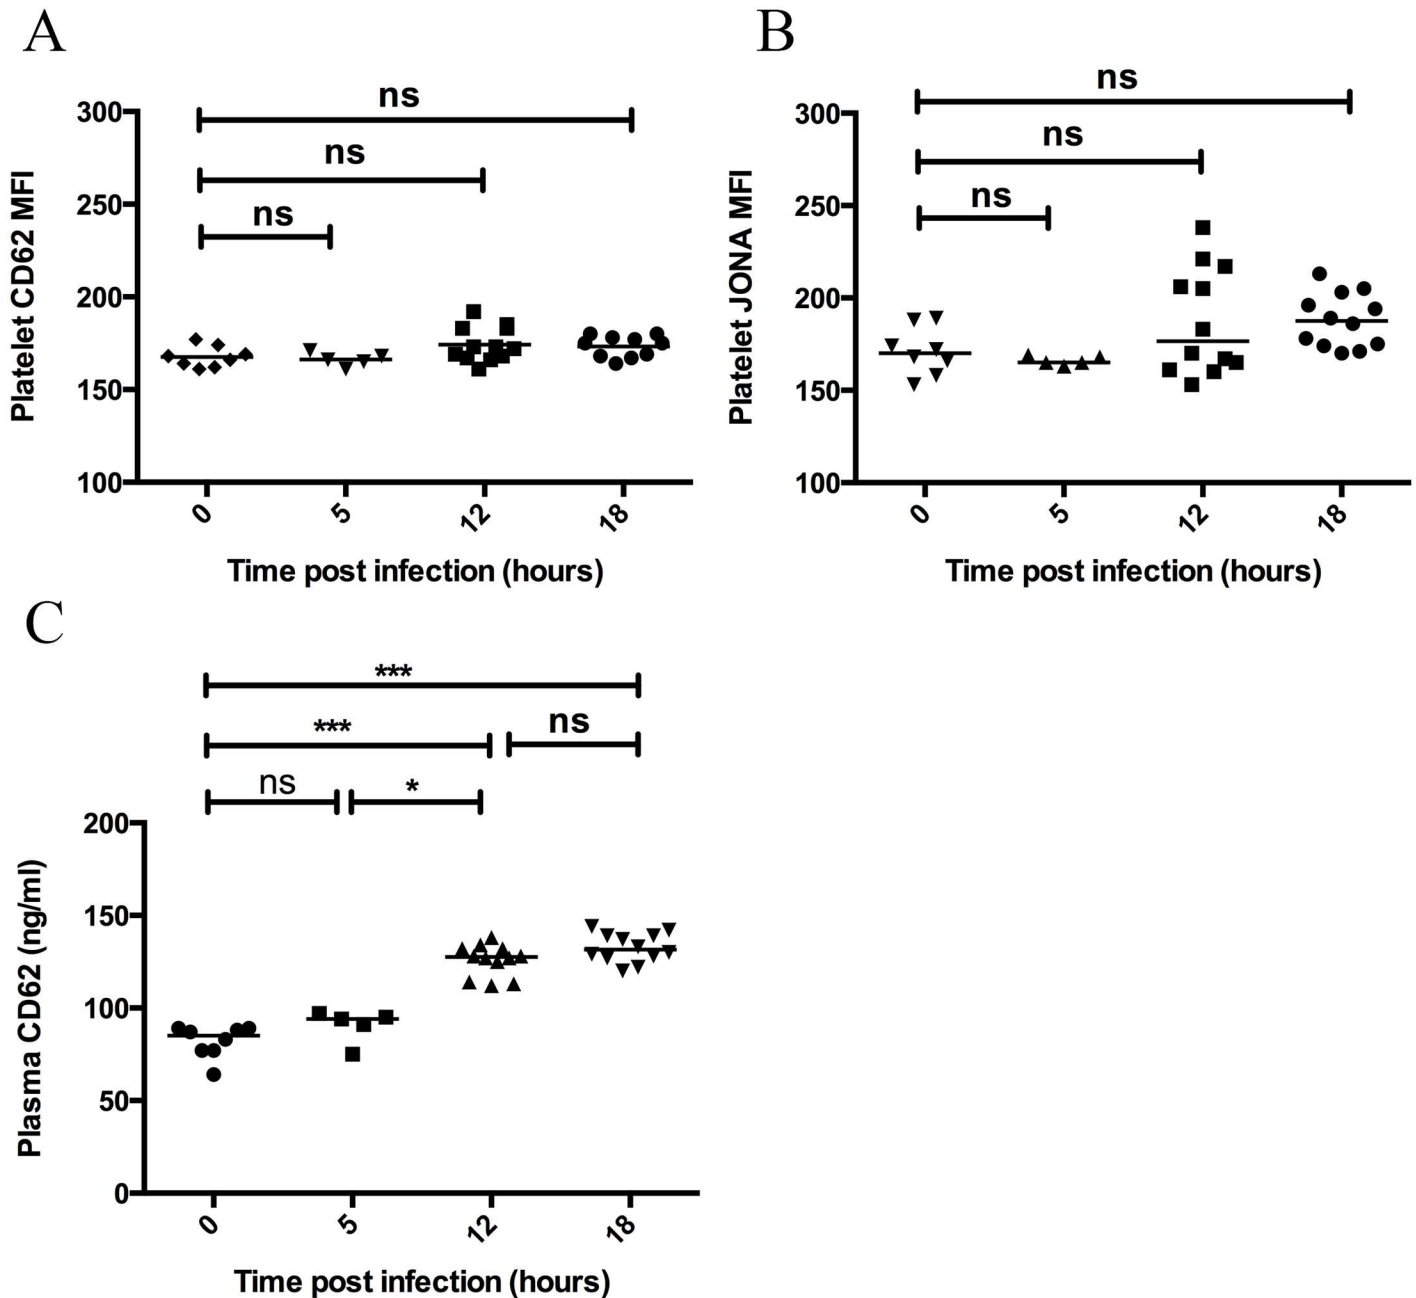 A
ns
ns
ns
300
250
200
150
100
Platelet CD62 MFI
0
5
12
18
Time post infection (hours)
B
ns
ns
ns
300
250
200
150
100
Platelet JONA MFI
0
5
12
18
Time post infection (hours)
C
***
***
ns
ns
*
200
150
100
50
0
Plasma CD62 (ng/ml)
0
5
12
18
Time post infection (hours)